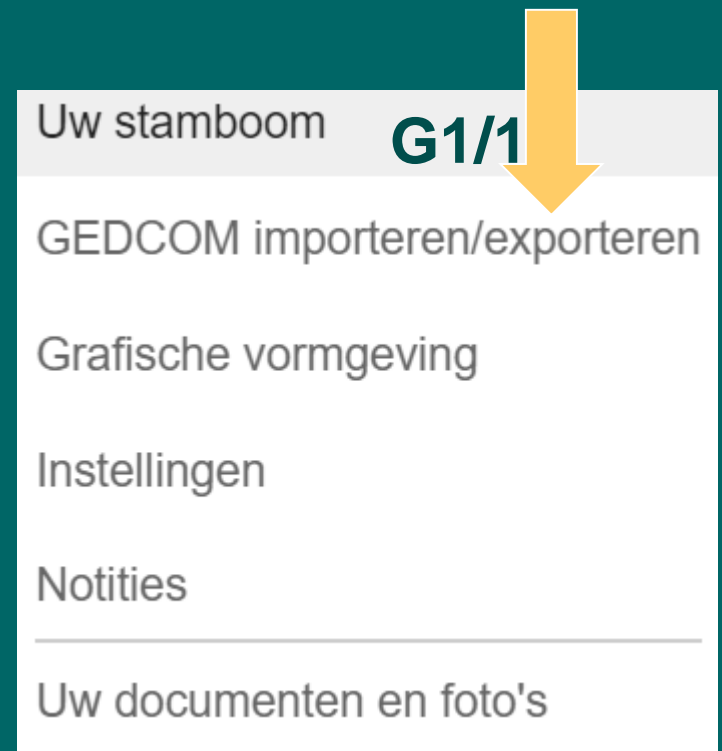 Uw stamboom G1/1
GEDCOM importeren/exporteren
Grafische vormgeving
Instellingen
Notities
Uw documenten en foto's